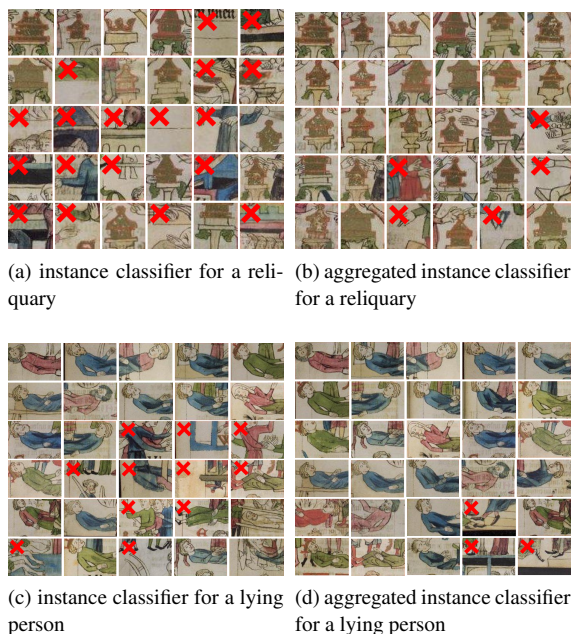 (a) instance classifier for a reli-
quary
(b) aggregated instance classifier
for a reliquary
(c) instance classifier for a lying
person
(d) aggregated instance classifier
for a lying person